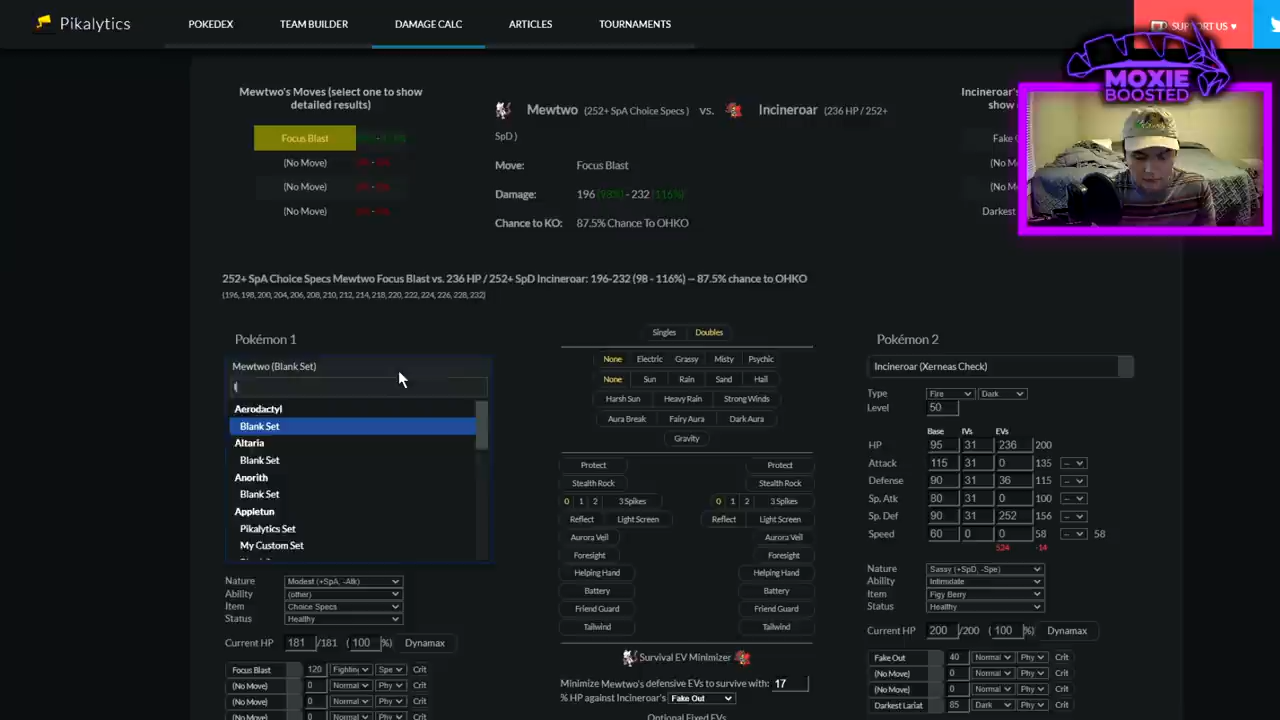 Pikalytics
POKEDEX
TEAM BUILDER
DAMAGE CALC
ARTICLES
TOURNAMENTS
SUPPORT US ♥
MOXIE
BOOSTED
Mewtwo's Moves (select one to show
detailed results)
Focus Blast
(No Move)
(No Move)
(No Move)
Mewtwo (252+ SpA Choice Specs ) VS. Incineroar (236 HP / 252+
SpD )
Move: Focus Blast
Damage: 196 (98%) - 232 (116%)
Chance to KO: 87.5% Chance To OHKO
Incineroar's
show
Fake
(No M
(No M
Darkest
252+ SpA Choice Specs Mewtwo Focus Blast vs. 236 HP / 252+ SpD Incineroar: 196-232 (98 - 116%) -- 87.5% chance to OHKO
(196, 198, 200, 204, 206, 208, 210, 212, 214, 218, 220, 222, 224, 226, 228, 232)
Pokémon 1
Mewtwo (Blank Set)
Aerodactyl
Blank Set
Altaria
Blank Set
Anorith
Blank Set
Appletun
Pikalytics Set
My Custom Set
Nature Modest (+SpA, -Atk)
Ability (other)
Item Choice Specs
Status Healthy
Current HP 181 /181 ( 100 %) Dynamax
Focus Blast 120 Fightin Spe Crit
(No Move) 0 Normal Phy Crit
(No Move) 0 Normal Phy Crit
(No Move) 0 Normal Phy Crit
Singles Doubles
None Electric Grassy Misty Psychic
None Sun Rain Sand Hail
Harsh Sun Heavy Rain Strong Winds
Aura Break Fairy Aura Dark Aura
Gravity
Protect Protect
Stealth Rock Stealth Rock
0 1 2 3 Spikes 0 1 2 3 Spikes
Reflect Light Screen Reflect Light Screen
Aurora Veil Aurora Veil
Foresight Foresight
Helping Hand Helping Hand
Battery Battery
Friend Guard Friend Guard
Tailwind Tailwind
Survival EV Minimizer
Minimize Mewtwo's defensive EVs to survive with: 17
% HP against Incineroar's Fake Out
Optional Fixed EVs
Pokémon 2
Incineroar (Xerneas Check)
Type Fire Dark
Level 50
Base IVs EVs
HP 95 31 236 200
Attack 115 31 0 135 --
Defense 90 31 36 115 --
Sp. Atk 80 31 0 100 --
Sp. Def 90 31 252 156 --
Speed 60 0 0 58 -- 58
524 -14
Nature Sassy (+SpD, -Spe)
Ability Intimidate
Item Figy Berry
Status Healthy
Current HP 200 /200 ( 100 %) Dynamax
Fake Out 40 Normal Phy Crit
(No Move) 0 Normal Phy Crit
(No Move) 0 Normal Phy Crit
Darkest Lariat 85 Dark Phy Crit